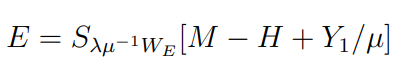 E = S_{λμ^{-1}W_E}[M − H + Y_1/μ]